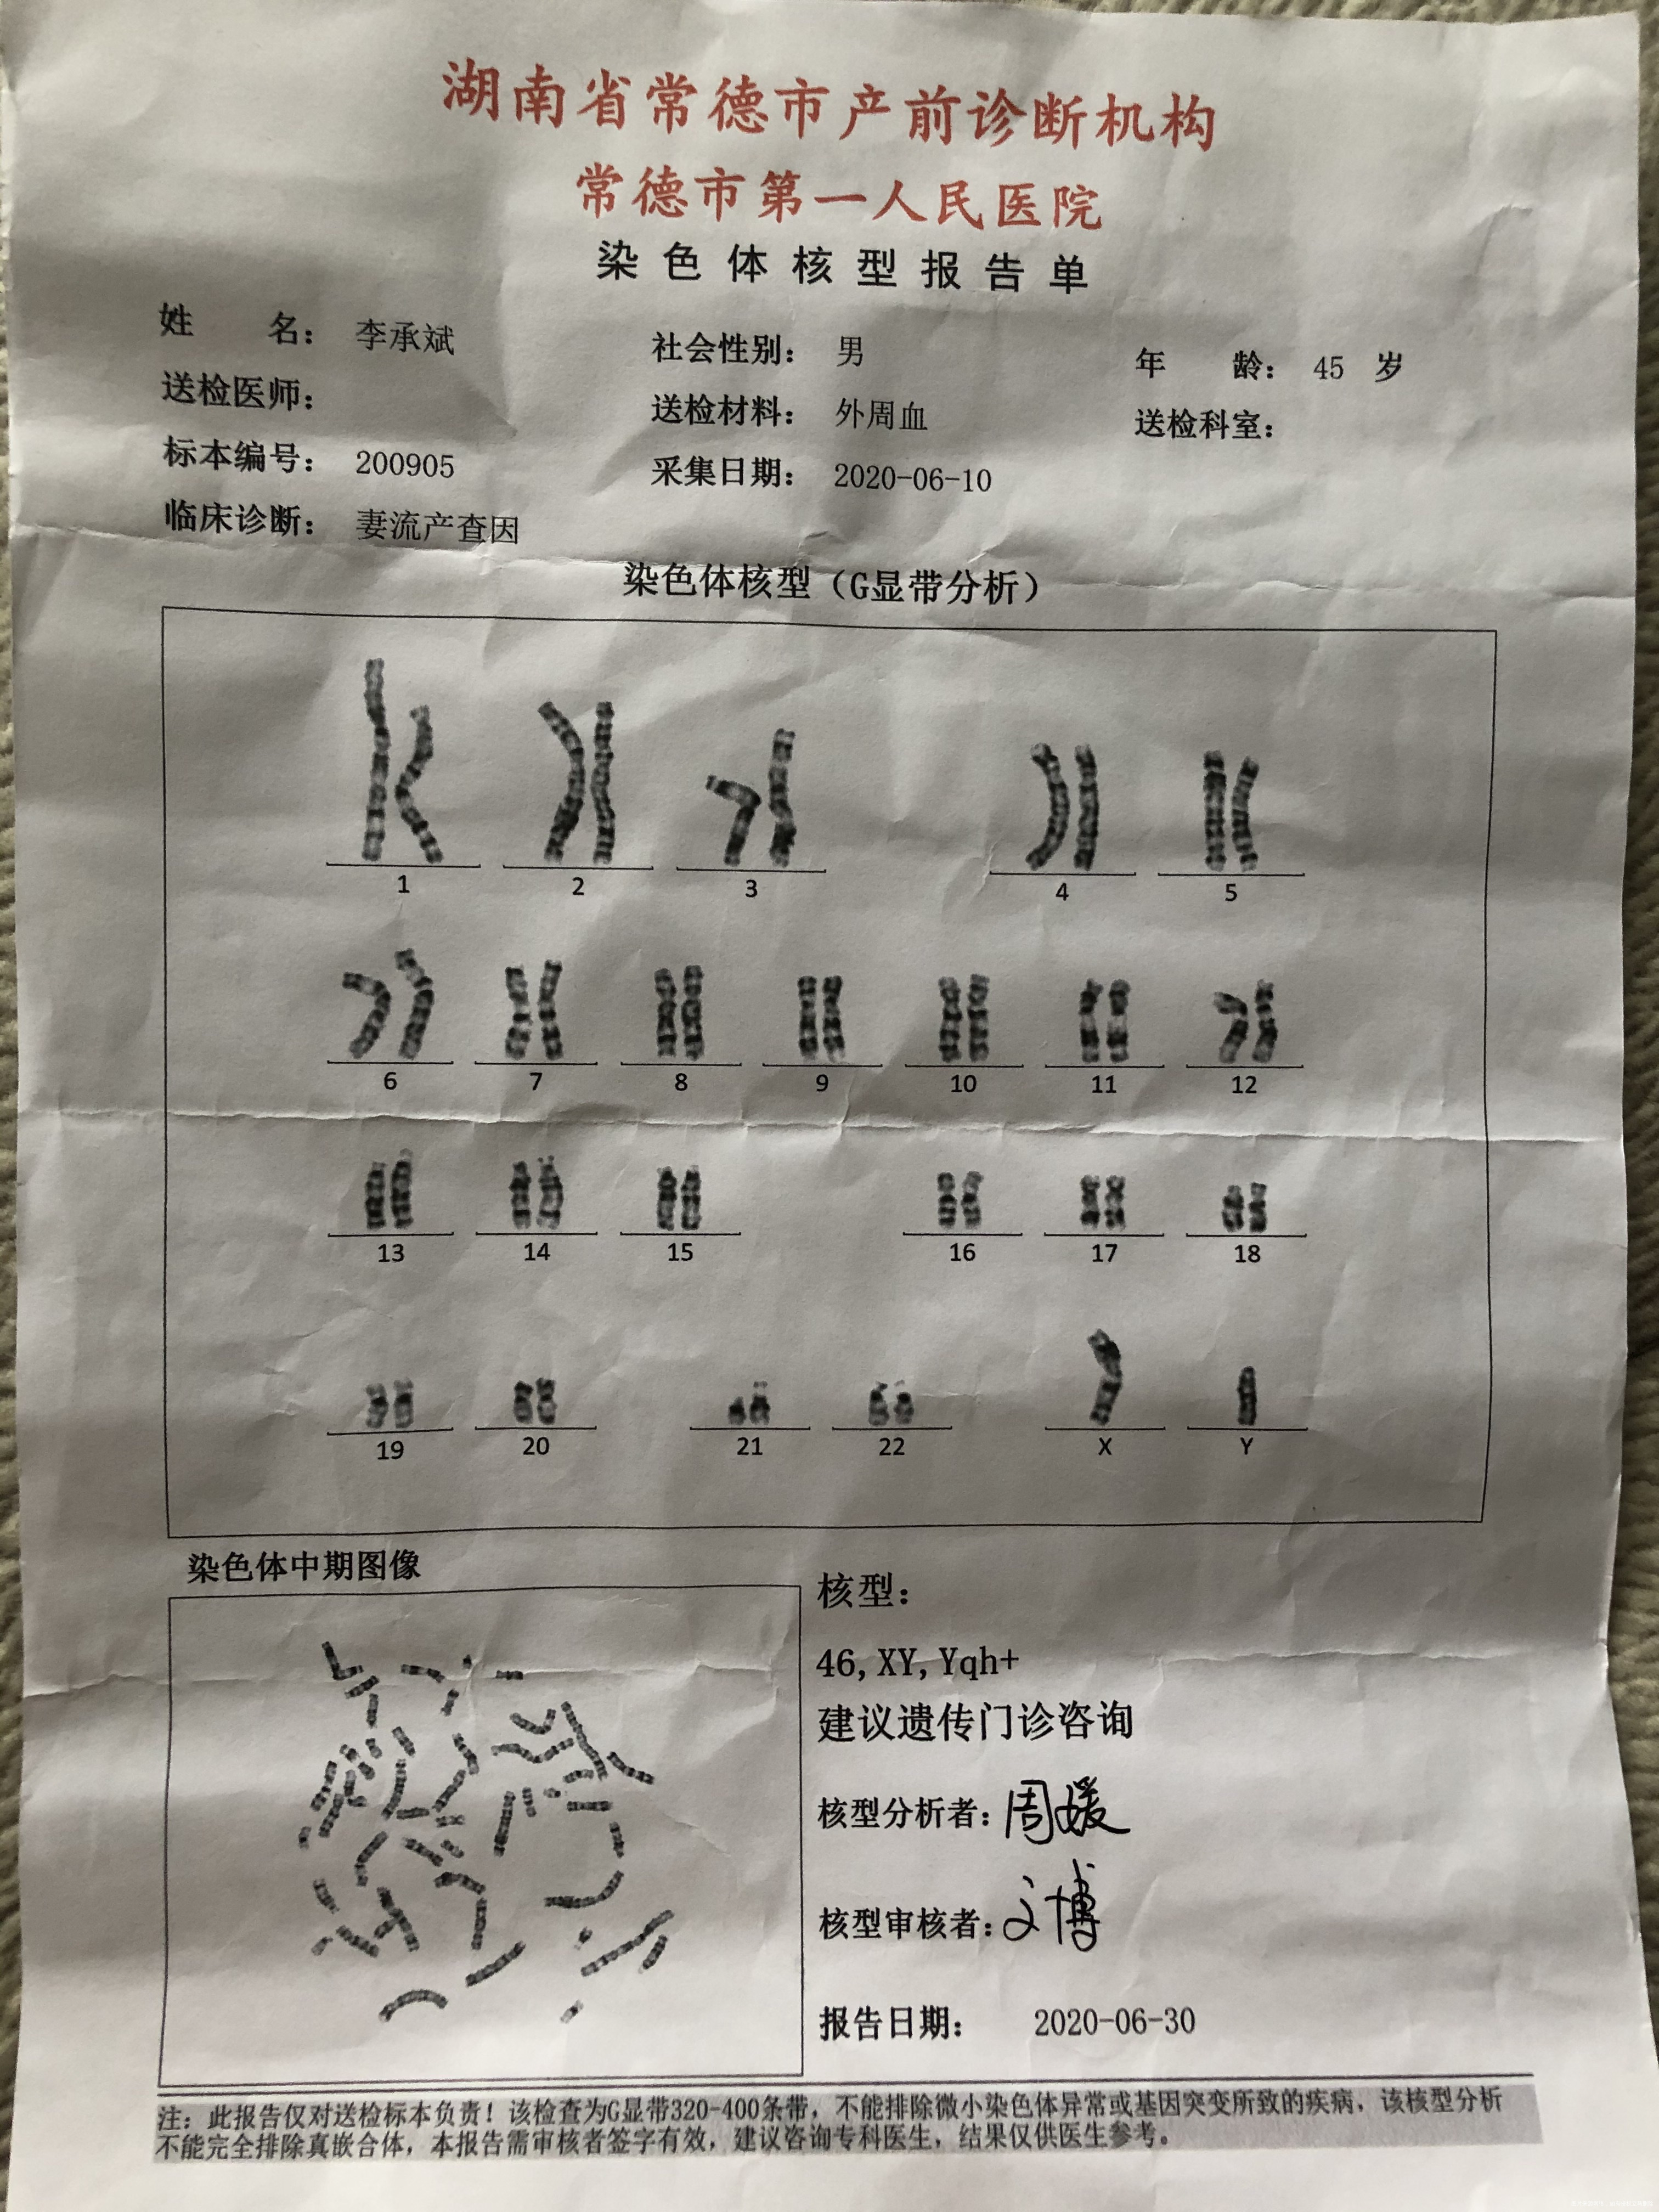 湖南省常德市产前诊断机构
常德市第一人民医院
染色体核型报告单
姓 名： 李承斌 社会性别： 男 年 龄： 45 岁
送检医师： 送检材料： 外周血 送检科室：
标本编号： 200905 采集日期： 2020-06-10
临床诊断： 妻流产查因
染色体核型（G显带分析）
1 2 3 4 5
6 7 8 9 10 11 12
13 14 15 16 17 18
19 20 21 22 X Y
染色体中期图像
核型：
46,XY,Yqh+
建议遗传门诊咨询
核型分析者：周媛
核型审核者：文博
报告日期： 2020-06-30
注：此报告仅对送检标本负责！该检查为G显带320-400条带，不能排除微小染色体异常或基因突变所致的疾病，该核型分析
不能完全排除真嵌合体，本报告需审核者签字有效，建议咨询专科医生，结果仅供医生参考。